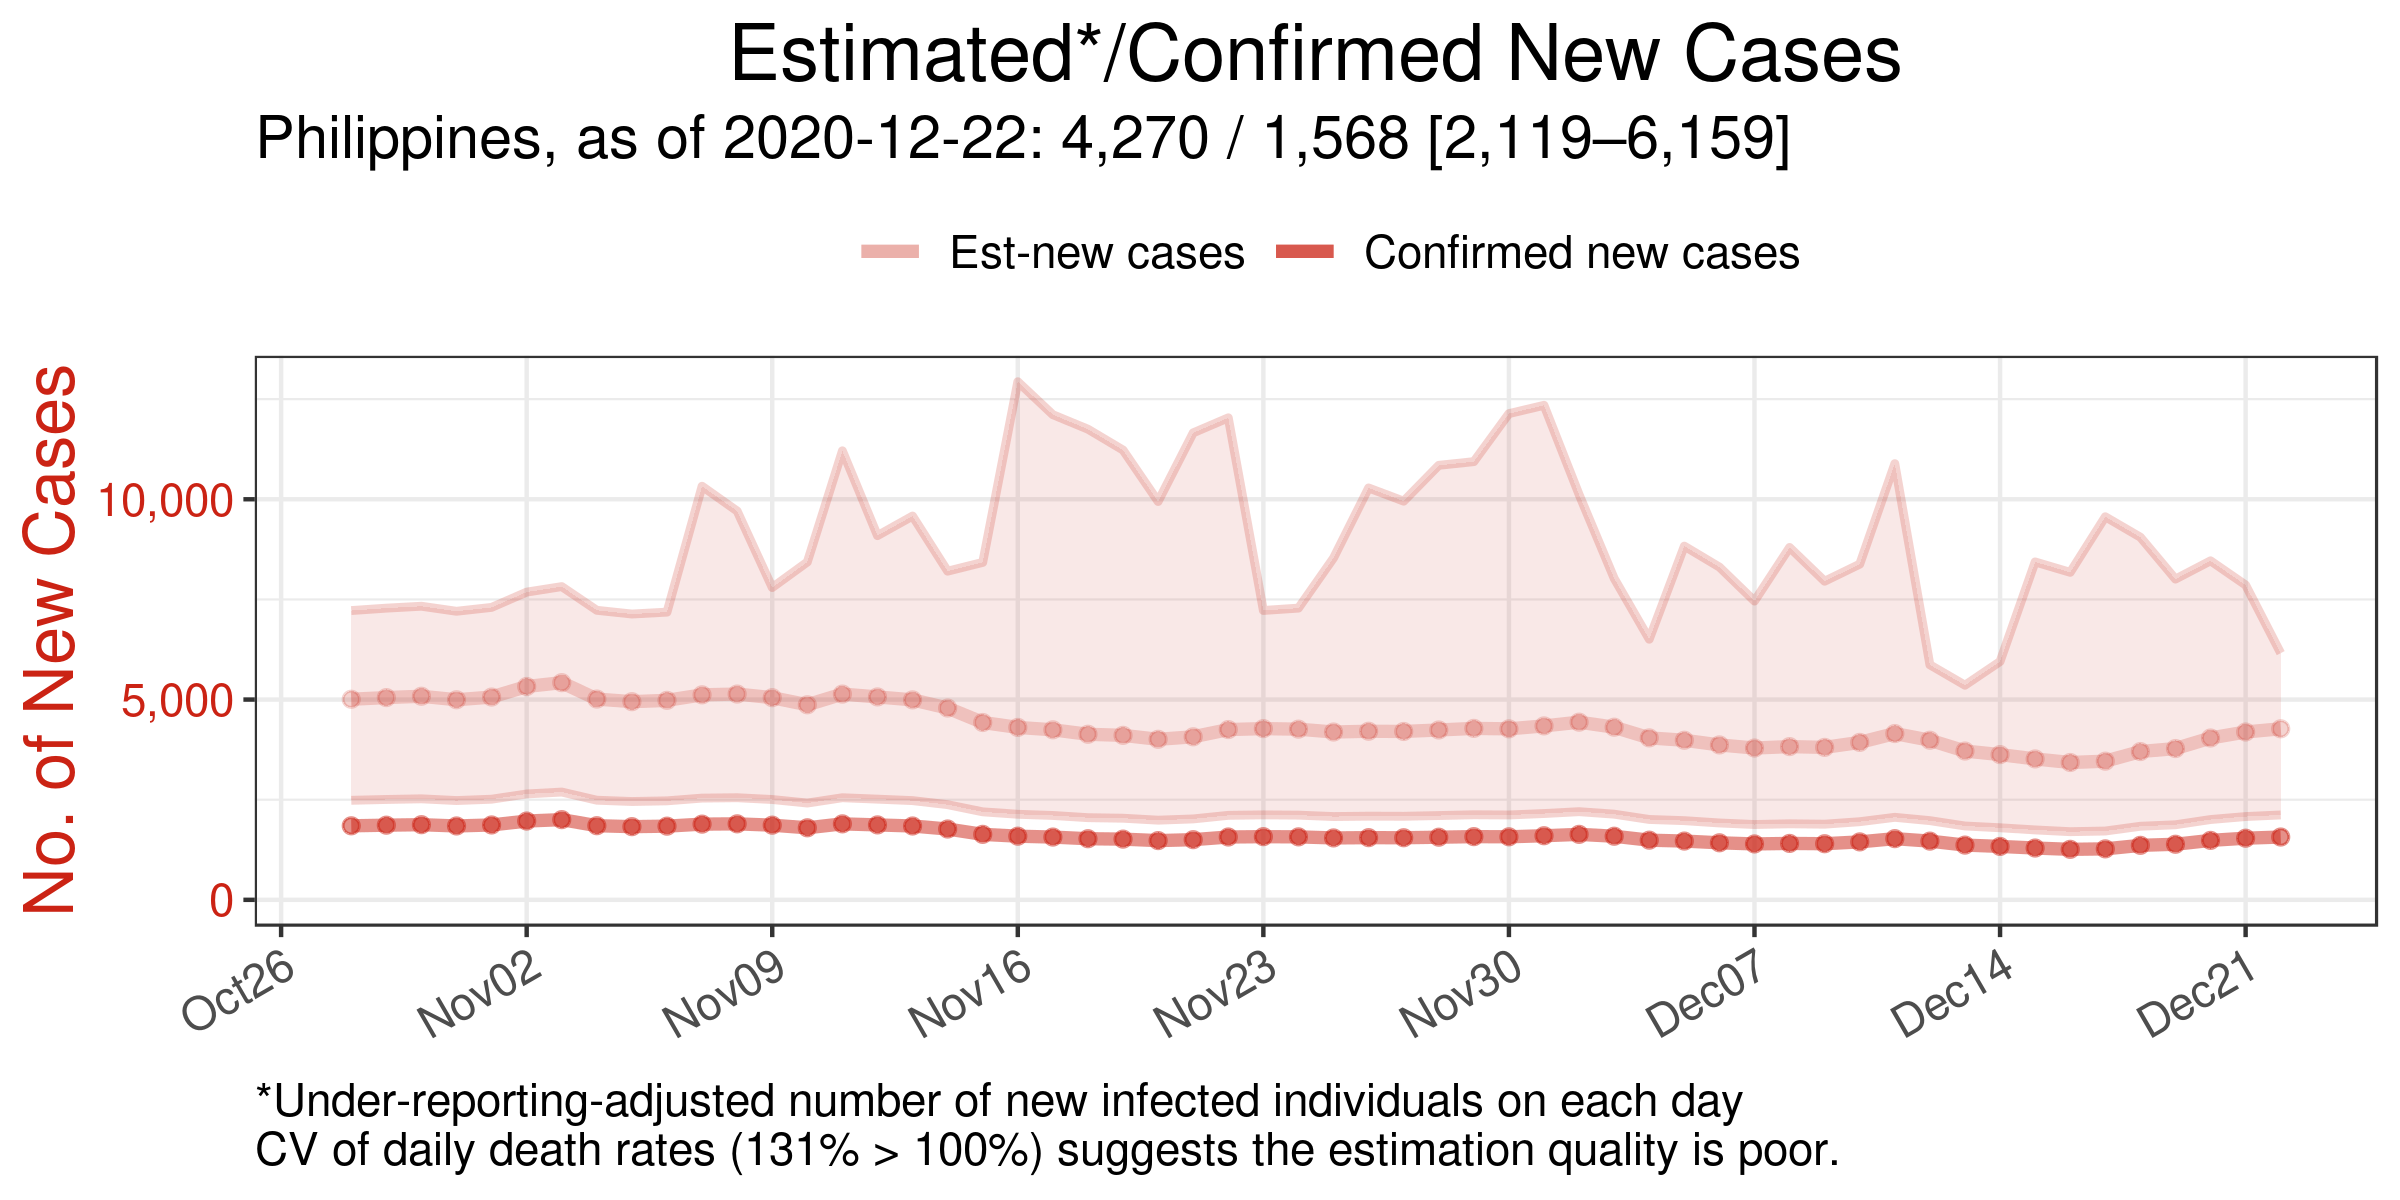 Estimated*/Confirmed New Cases
Philippines, as of 2020-12-22: 4,270 / 1,568 [2,119–6,159]
Est-new cases
Confirmed new cases
No. of New Cases
10,000
5,000
0
Oct26
Nov02
Nov09
Nov16
Nov23
Nov30
Dec07
Dec14
Dec21
*Under-reporting-adjusted number of new infected individuals on each day
CV of daily death rates (131% > 100%) suggests the estimation quality is poor.